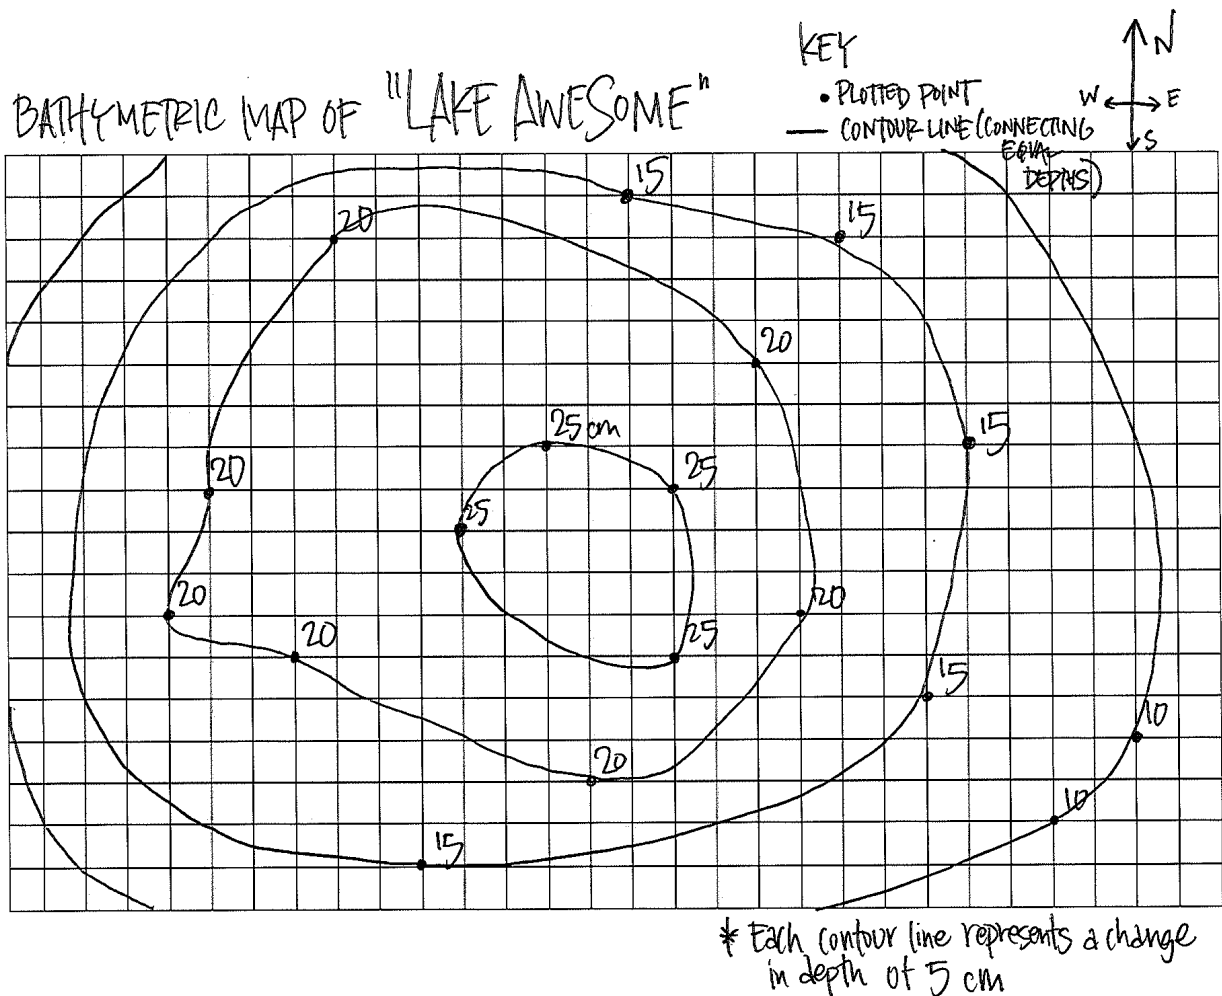 KEY
N
BATHYMETRIC MAP OF "LAKE AWESOME"
• PLOTTED POINT
W E
— CONTOUR LINE (CONNECTING
EQUAL
DEPTHS)
S
15
20
15
20
25 cm
15
25
20
25
20
20
20
25
15
10
20
10
15
* Each contour line represents a change
in depth of 5 cm